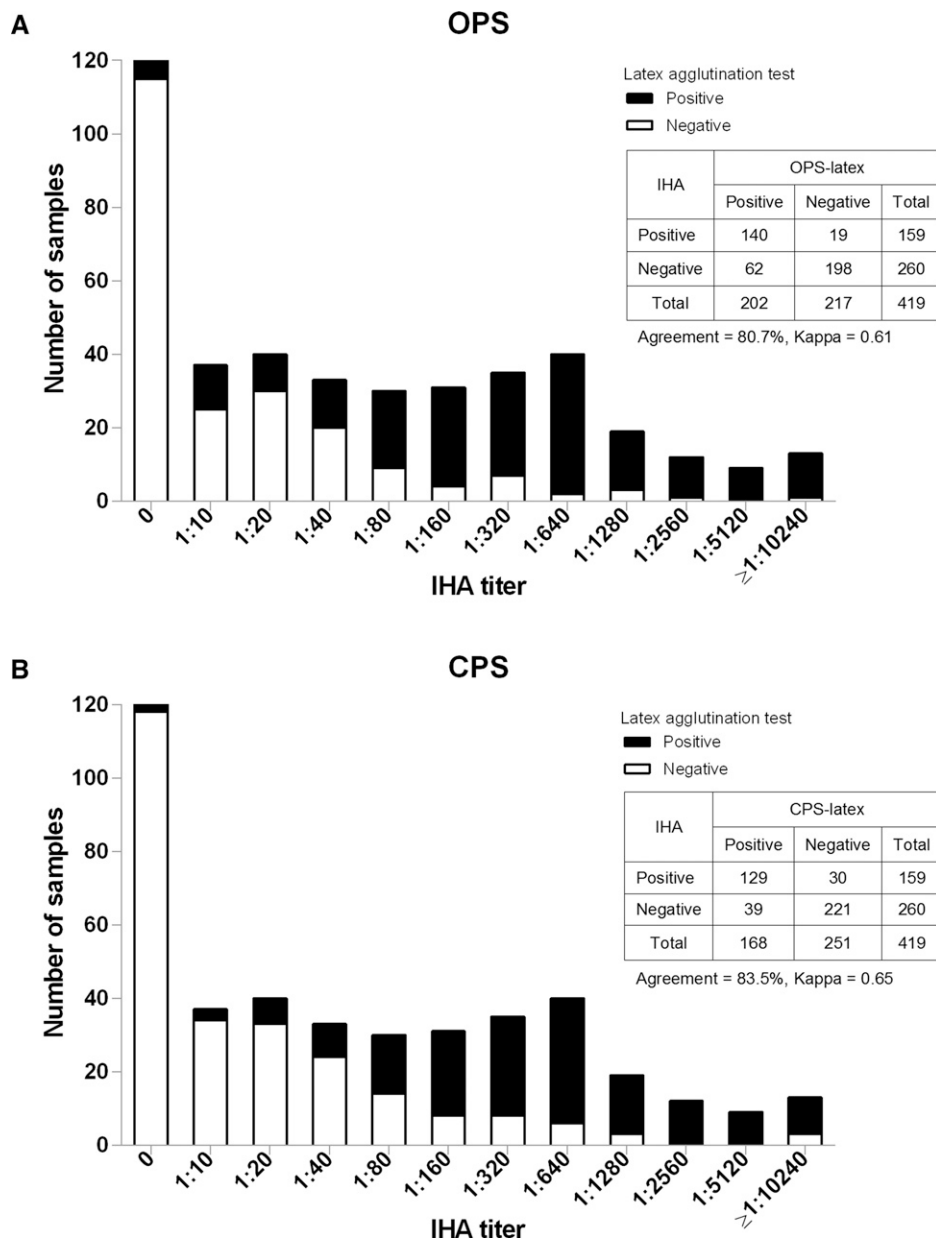 A
OPS
Number of samples
120
100
80
60
40
20
0
0
1:10
1:20
1:40
1:80
1:160
1:320
1:640
1:1280
1:2560
1:5120
≥1:10240
IHA titer
Latex agglutination test
Positive
Negative
IHA
OPS-latex
Positive Negative Total
Positive 140 19 159
Negative 62 198 260
Total 202 217 419
Agreement = 80.7%, Kappa = 0.61
B
CPS
Number of samples
120
100
80
60
40
20
0
0
1:10
1:20
1:40
1:80
1:160
1:320
1:640
1:1280
1:2560
1:5120
≥1:10240
IHA titer
Latex agglutination test
Positive
Negative
IHA
CPS-latex
Positive Negative Total
Positive 129 30 159
Negative 39 221 260
Total 168 251 419
Agreement = 83.5%, Kappa = 0.65